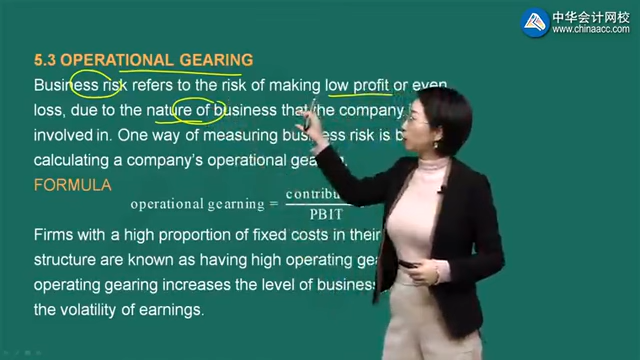 中华会计网校
www.chinaacc.com
5.3 OPERATIONAL GEARING
Business risk refers to the risk of making low profit or even
loss, due to the nature of business that the company
involved in. One way of measuring business risk is
calculating a company's operational
FORMULA
operational gearning =
PBIT
Firms with a high proportion of fixed costs in their
structure are known as having high operating
operating gearing increases the level of business
the volatility of earnings.